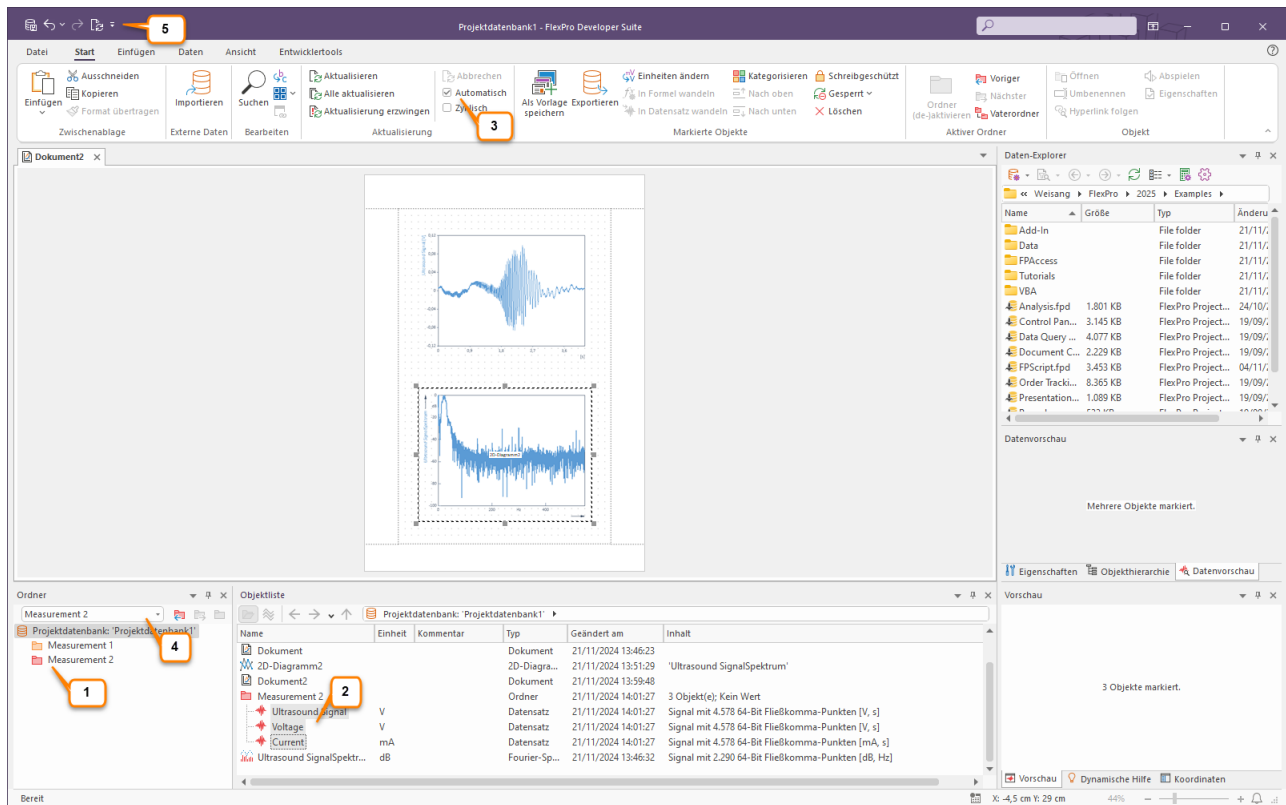 5
Projektdatenbank1 - FlexPro Developer Suite
Datei Start Einfügen Daten Ansicht Entwicklertools
Einfügen
Ausschneiden
Kopieren
Format übertragen
Zwischenablage
Importieren
Externe Daten
Suchen
Bearbeiten
Aktualisieren
Alle aktualisieren
Aktualisierung erzwingen
Abbrechen
Automatisch
3
Aktualisierung
Als Vorlage speichern
Exportieren
Einheiten ändern
In Formel wandeln
In Datensatz wandeln
Kategorisieren
Nach oben
Nach unten
Schreibgeschützt
Gesperrt
Löschen
Markierte Objekte
Ordner
(de-)aktivieren
Voriger
Nächster
Vaterordner
Aktiver Ordner
Öffnen
Umbenennen
Hyperlink folgen
Abspielen
Eigenschaften
Objekt
Dokument2
2D-Diagramm2
Daten-Explorer
« Weisang FlexPro 2025 Examples
Name Größe Typ Änderu
Add-In File folder 21/11/
Data File folder 21/11/
FPAccess File folder 21/11/
Tutorials File folder 21/11/
VBA File folder 21/11/
Analysis.fpd 1.801 KB FlexPro Project... 24/10/
Control Pan... 3.145 KB FlexPro Project... 19/09/
Data Query ... 4.077 KB FlexPro Project... 19/09/
Document C... 2.229 KB FlexPro Project... 19/09/
FPScript.fpd 3.453 KB FlexPro Project... 04/11/
Order Tracki... 8.365 KB FlexPro Project... 19/09/
Presentation... 1.089 KB FlexPro Project... 19/09/
Datenvorschau
Mehrere Objekte markiert.
Eigenschaften Objekthierarchie Datenvorschau
Ordner
Measurement 2
Projektdatenbank: 'Projektdatenbank1'
Measurement 1
Measurement 2
4
1
Objektliste
Projektdatenbank: 'Projektdatenbank1'
Name Einheit Kommentar Typ Geändert am Inhalt
Dokument Dokument 21/11/2024 13:46:23
2D-Diagramm2 2D-Diagra... 21/11/2024 13:51:29 'Ultrasound SignalSpektrum'
Dokument2 Dokument 21/11/2024 13:59:48
Measurement 2 Ordner 21/11/2024 14:01:27 3 Objekt(e); Kein Wert
2
Ultrasound Signal V Datensatz 21/11/2024 14:01:27 Signal mit 4.578 64-Bit Fließkomma-Punkten [V, s]
Voltage V Datensatz 21/11/2024 14:01:27 Signal mit 4.578 64-Bit Fließkomma-Punkten [V, s]
Current mA Datensatz 21/11/2024 14:01:27 Signal mit 4.578 64-Bit Fließkomma-Punkten [mA, s]
Ultrasound SignalSpektr... dB Fourier-Sp... 21/11/2024 13:46:32 Signal mit 2.290 64-Bit Fließkomma-Punkten [dB, Hz]
Vorschau
3 Objekte markiert.
Vorschau Dynamische Hilfe Koordinaten
Bereit
X: -4,5 cm Y: 29 cm 44%